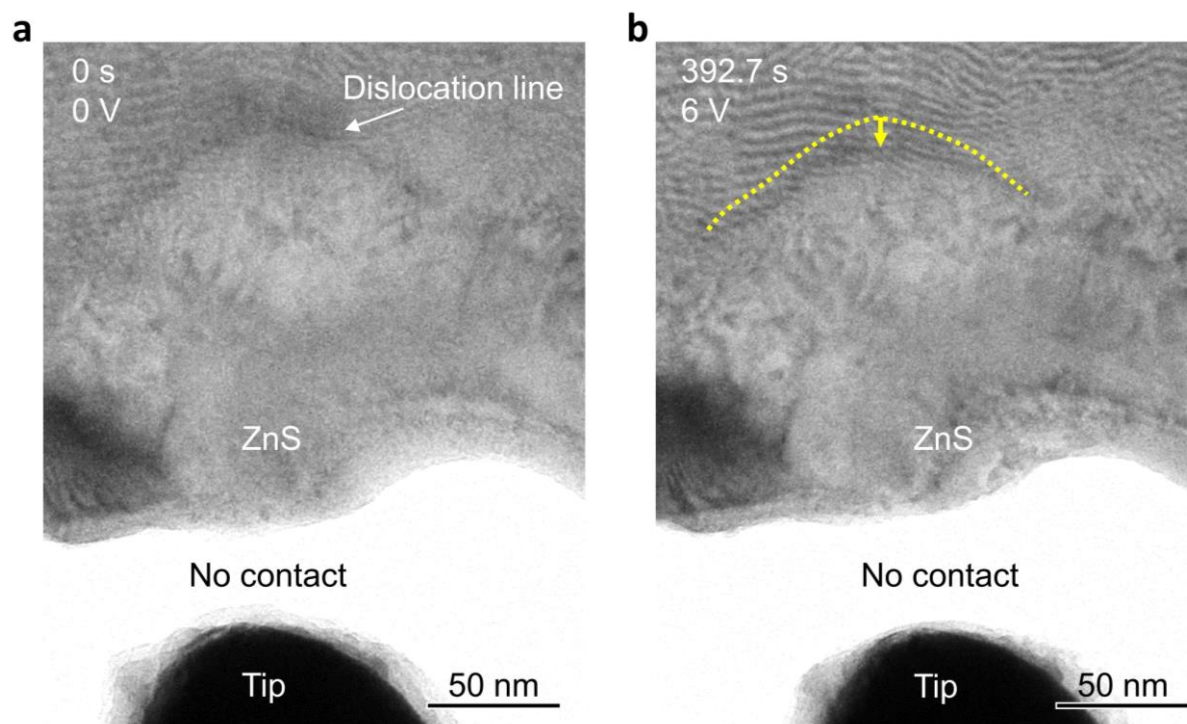 a
0 s
0 V
Dislocation line
ZnS
No contact
Tip
50 nm
b
392.7 s
6 V
ZnS
No contact
Tip
50 nm